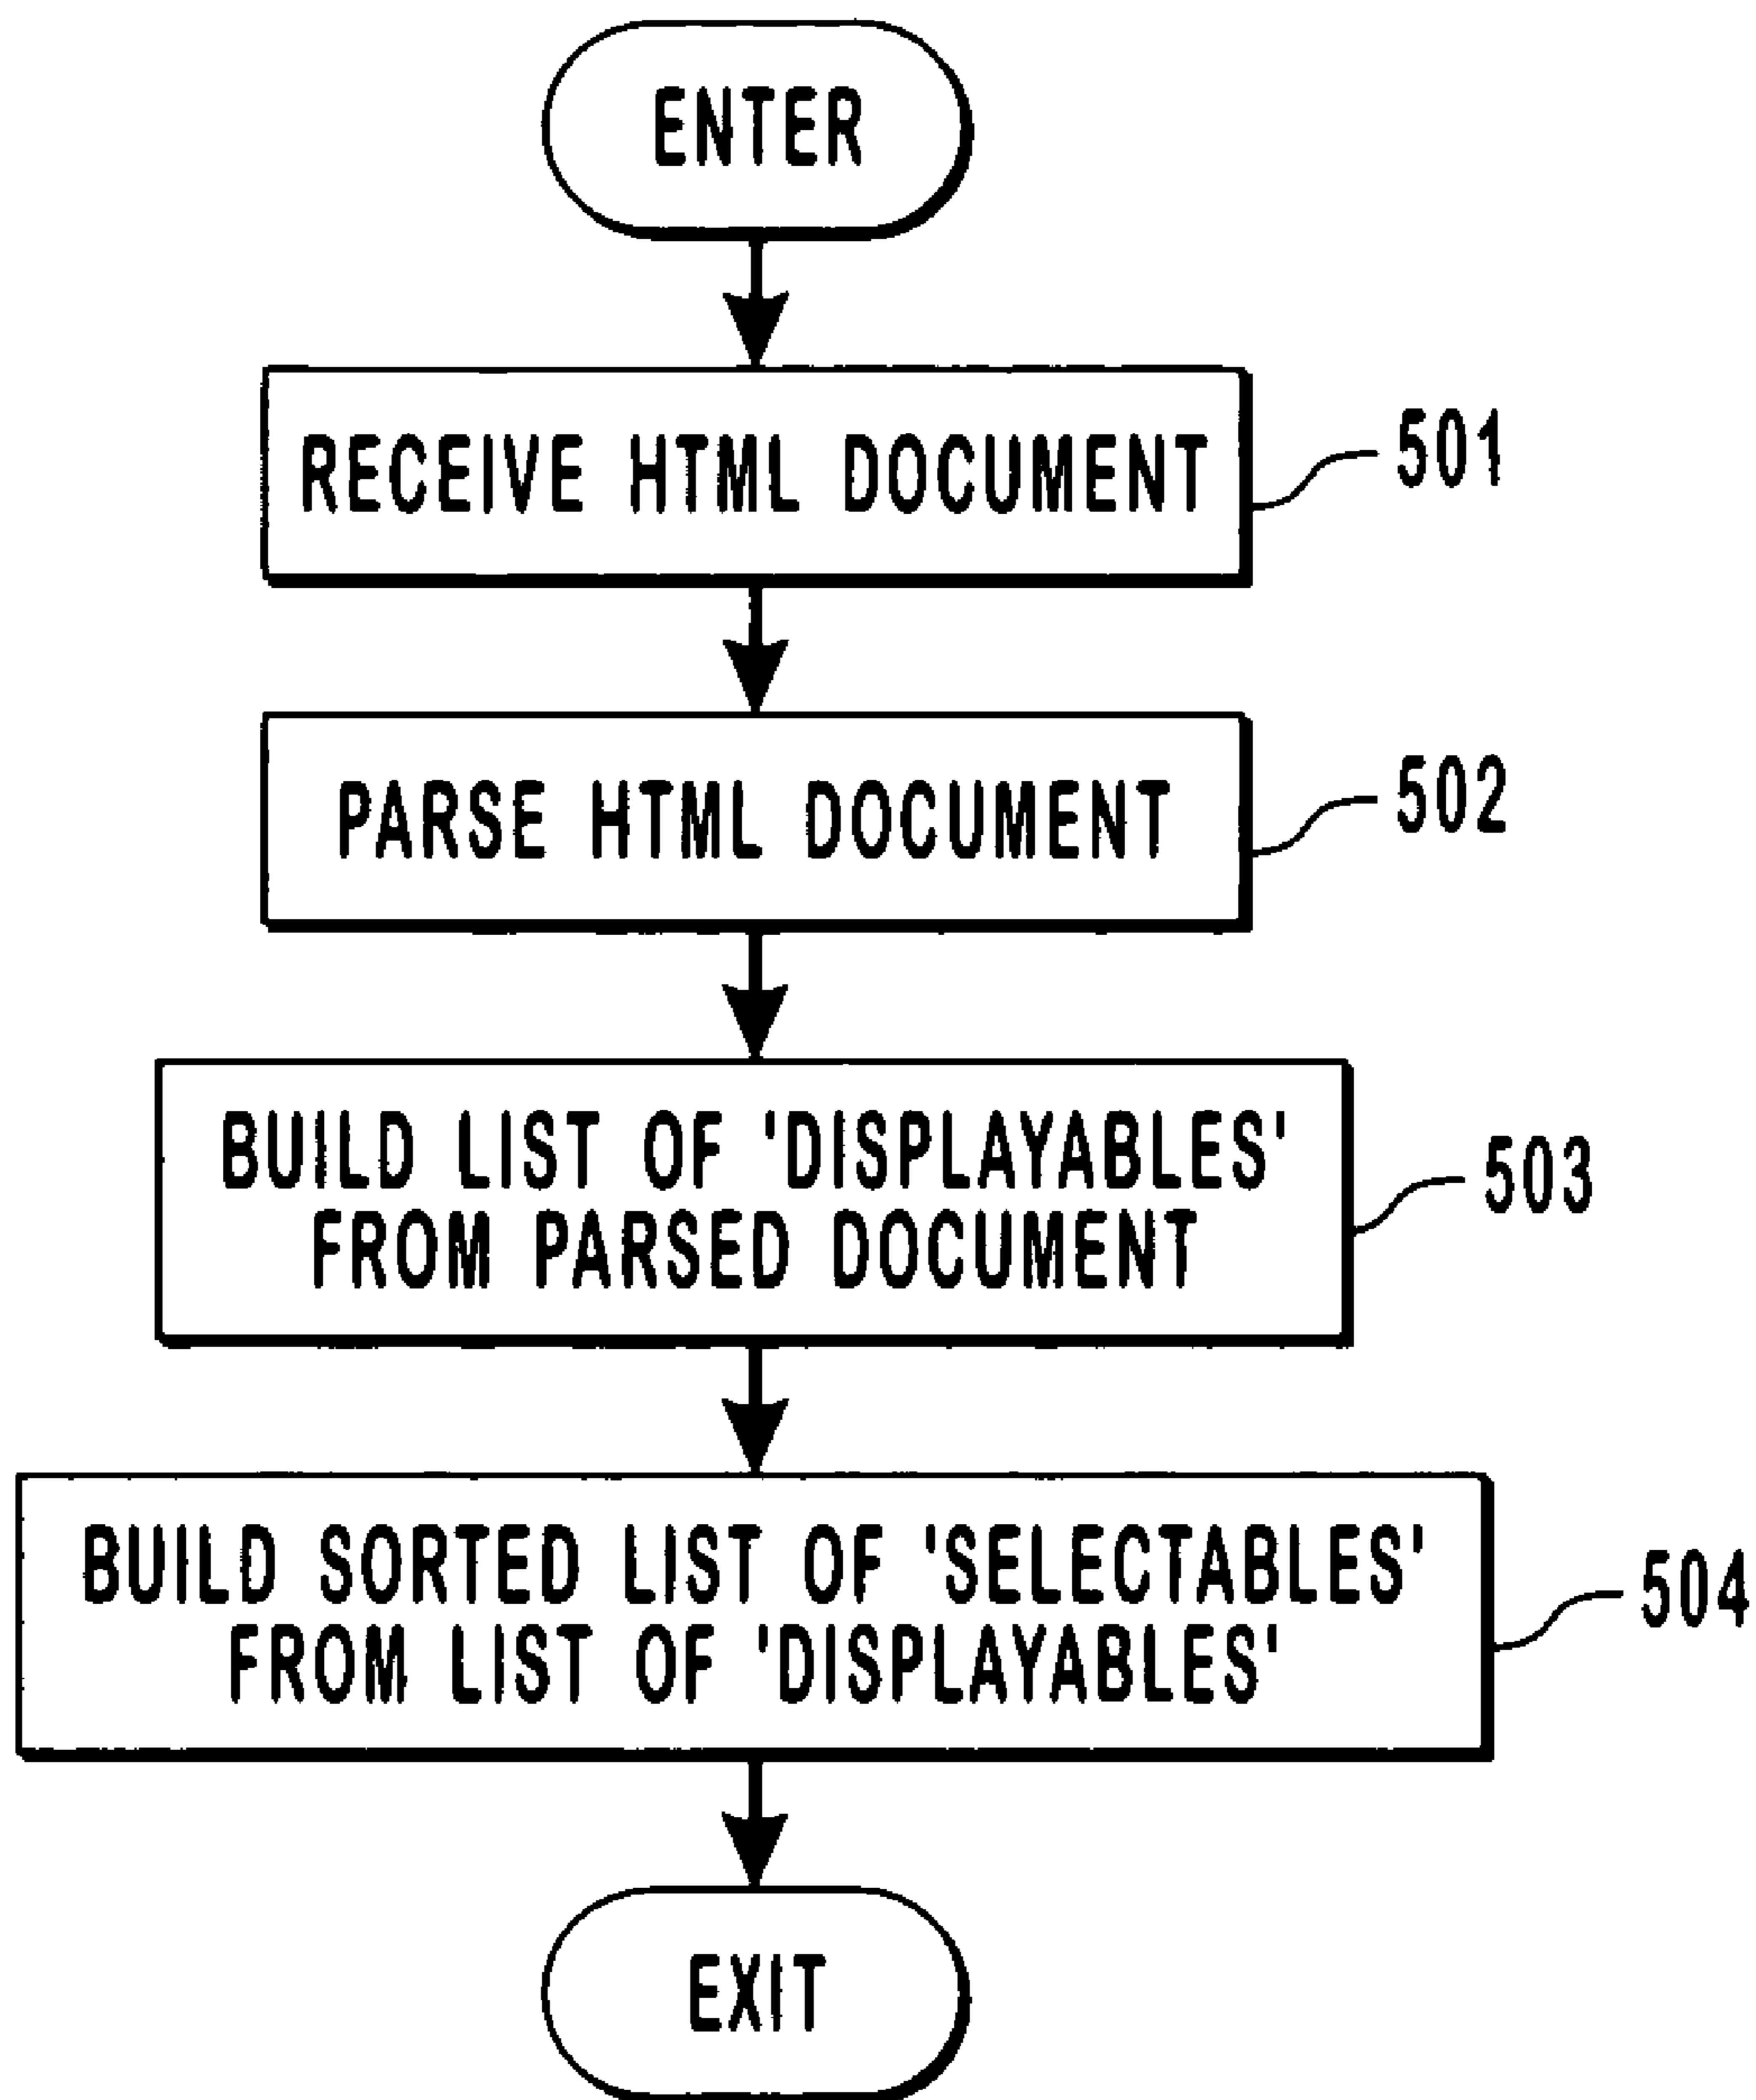 ENTER
RECEIVE HTML DOCUMENT
501
PARSE HTML DOCUMENT
502
BUILD LIST OF 'DISPLAYABLES'
FROM PARSED DOCUMENT
503
BUILD SORTED LIST OF 'SELECTABLES'
FROM LIST OF 'DISPLAYABLES'
504
EXIT